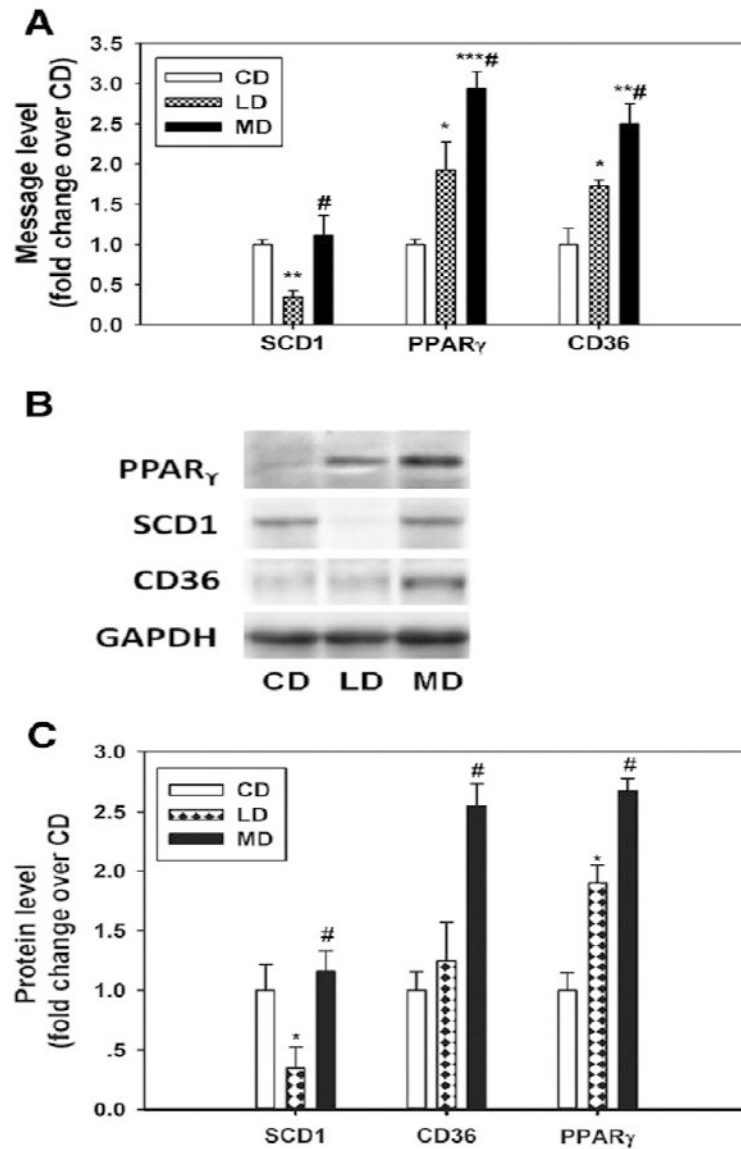 A
Message level
(fold change over CD)
3.5
3.0
2.5
2.0
1.5
1.0
0.5
0.0
CD
LD
MD
**
#
*
***#
*
**#
SCD1
PPARγ
CD36
B
PPARγ
SCD1
CD36
GAPDH
CD LD MD
C
Protein level
(fold change over CD
3.0
2.5
2.0
1.5
1.0
.5
0.0
CD
LD
MD
*
#
#
*
#
SCD1
CD36
PPARγ